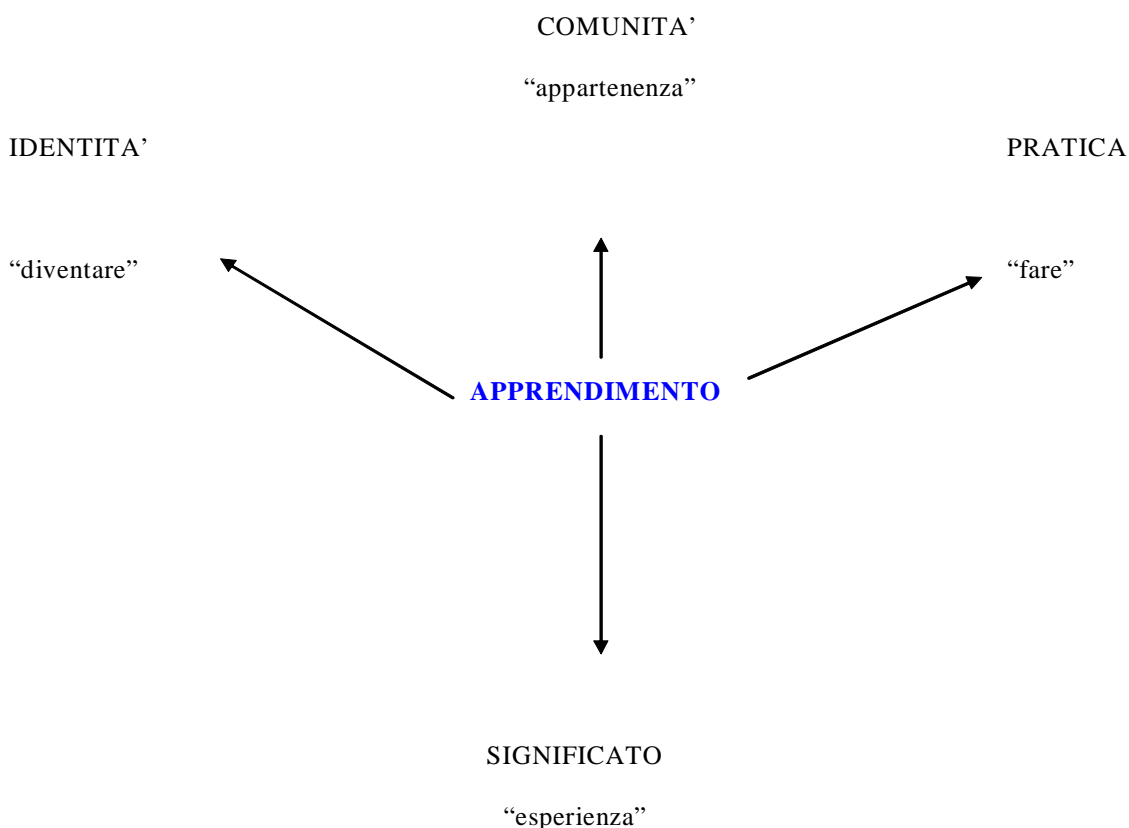 COMUNITA’
“appartenenza”
IDENTITA’
PRATICA
“diventare”
“fare”
APPRENDIMENTO
SIGNIFICATO
“esperienza”